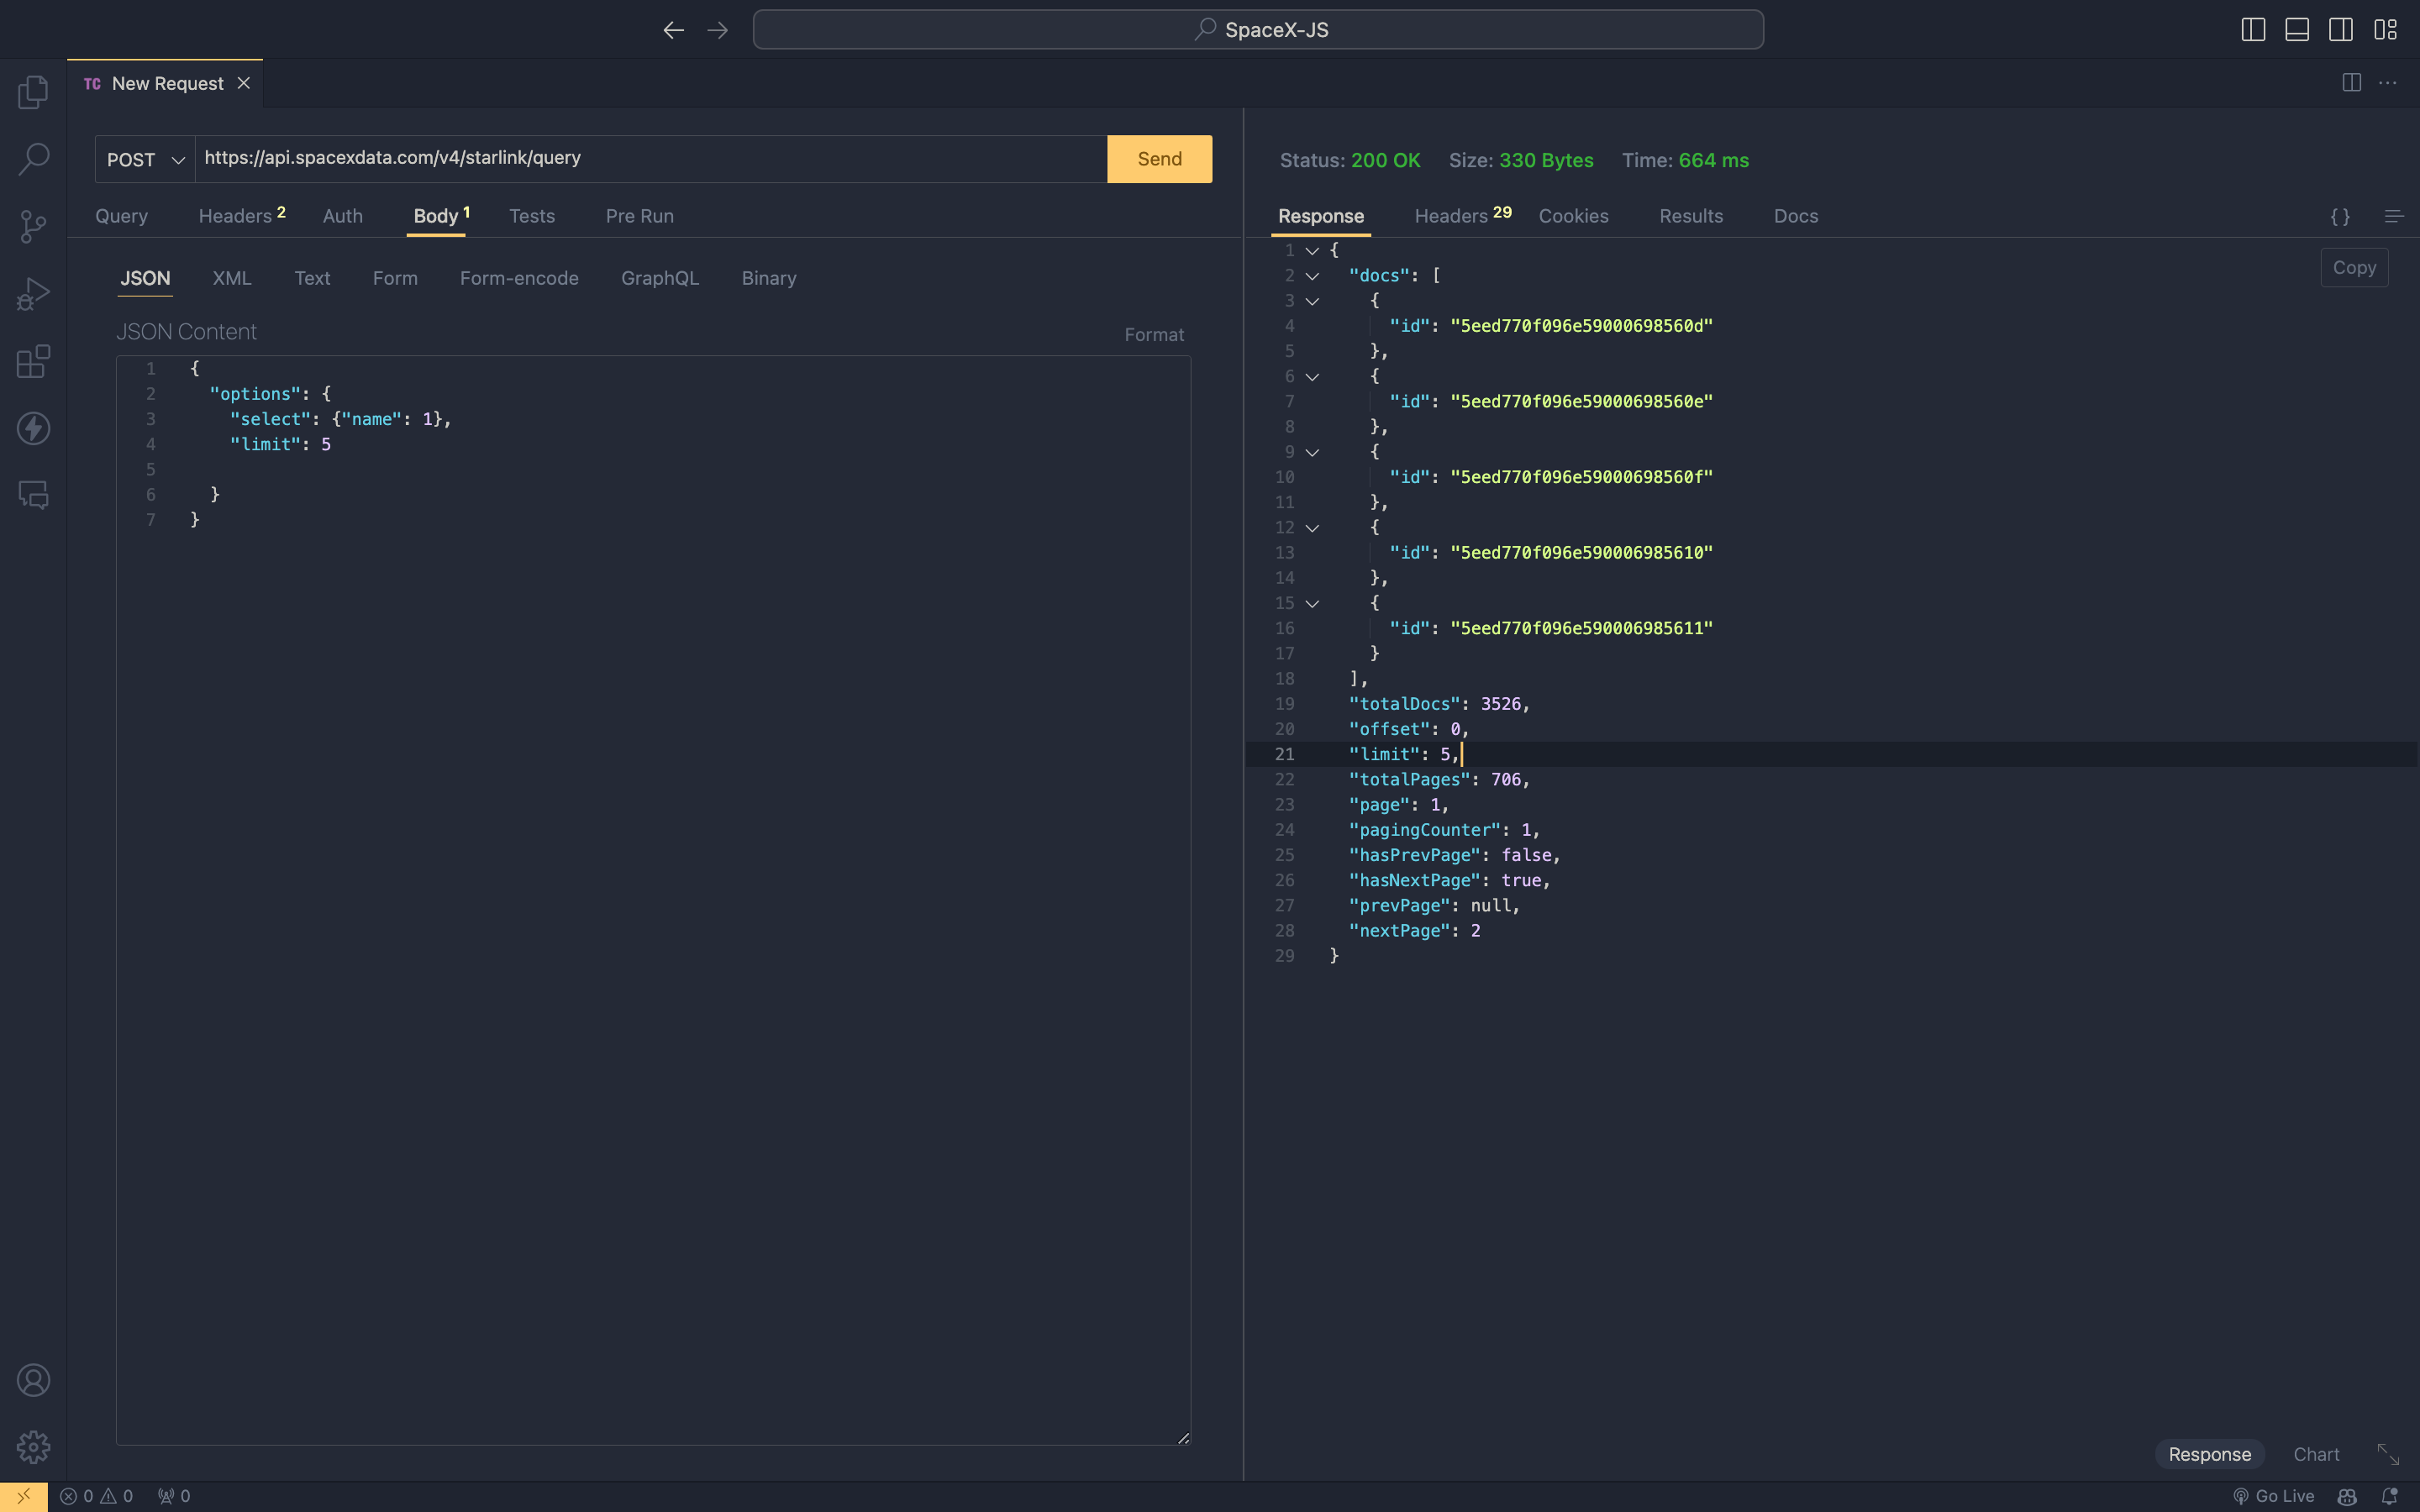 SpaceX-JS
TC New Request
POST https://api.spacexdata.com/v4/starlink/query Send
Query Headers 2 Auth Body 1 Tests Pre Run
JSON XML Text Form Form-encode GraphQL Binary
JSON Content Format
1 {
2 "options": {
3 "select": {"name": 1},
4 "limit": 5
5
6 }
7 }
Status: 200 OK Size: 330 Bytes Time: 664 ms
Response Headers 29 Cookies Results Docs { }
Copy
1 {
2 "docs": [
3 {
4 "id": "5eed770f096e59000698560d"
5 },
6 {
7 "id": "5eed770f096e59000698560e"
8 },
9 {
10 "id": "5eed770f096e59000698560f"
11 },
12 {
13 "id": "5eed770f096e590006985610"
14 },
15 {
16 "id": "5eed770f096e590006985611"
17 }
18 ],
19 "totalDocs": 3526,
20 "offset": 0,
21 "limit": 5,
22 "totalPages": 706,
23 "page": 1,
24 "pagingCounter": 1,
25 "hasPrevPage": false,
26 "hasNextPage": true,
27 "prevPage": null,
28 "nextPage": 2
29 }
Response Chart
0 0 0 Go Live